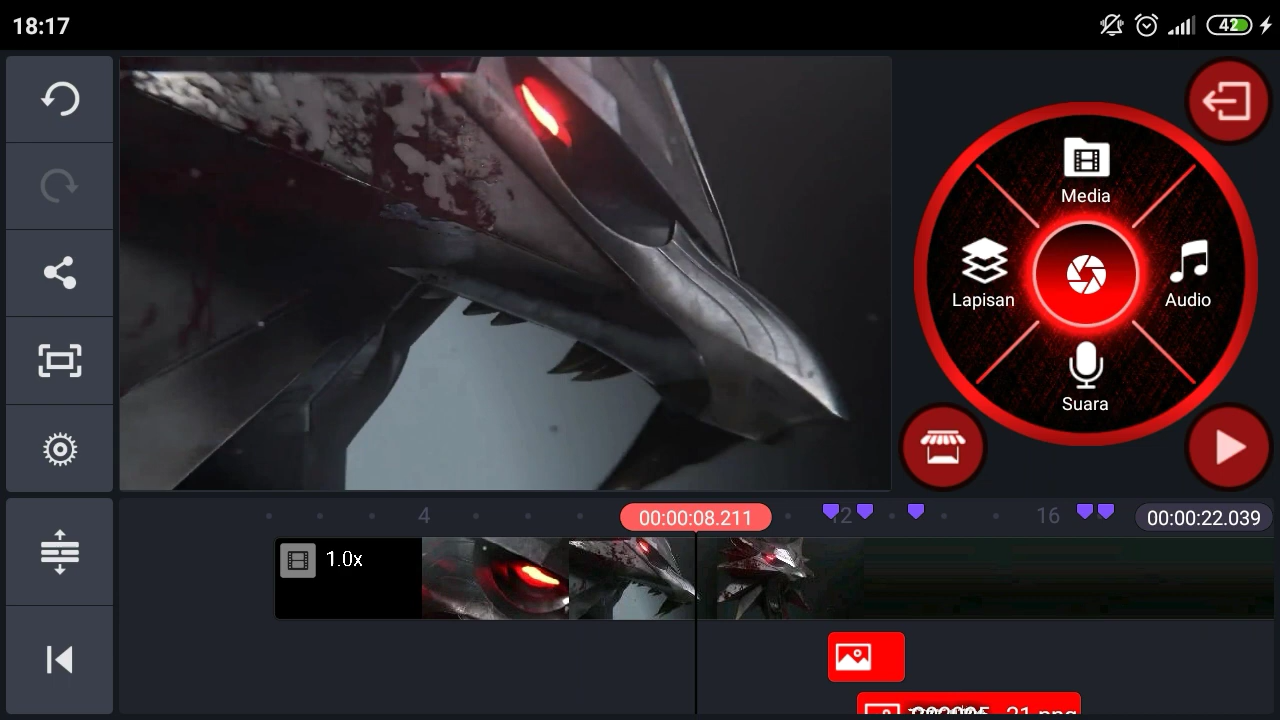 18:17
42
Media
Lapisan
Audio
Suara
4
00:00:08.211
12
16
00:00:22.039
1.0x